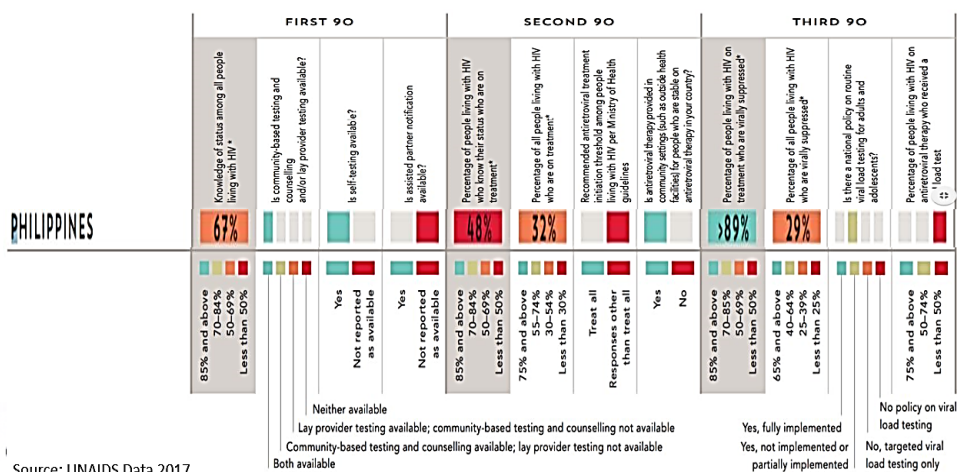 FIRST 90
SECOND 90
THIRD 90
Knowledge of status among all people
living with HIV *
Is community-based testing and
counselling
and/or lay provider testing available?
Is self-testing available?
Is assisted partner notification
available?
Percentage of people living with HIV
who know their status who are on
treatment*
Percentage of all people living with HIV
who are on treatment*
Recommended antiretroviral treatment
initiation threshold among people
living with HIV per Ministry of Health
guidelines
Is antiretroviral therapy provided in
community settings (such as outside health
facilities) for people who are stable on
antiretroviral therapy in your country?
Percentage of people living with HIV on
treatment who are virally suppressed*
Percentage of all people living with HIV
who are virally suppressed*
Is there a national policy on routine
viral load testing for adults and
adolescents?
Percentage of people living with HIV on
antiretroviral therapy who received a
load test
PHILIPPINES
67%
48%
32%
>89%
29%
85% and above
70–84%
50–69%
Less than 50%
Yes
Not reported
as available
Yes
Not reported
as available
85% and above
70–84%
50–69%
Less than 50%
75% and above
55–74%
30–54%
Less than 30%
Treat all
Responses other
than treat all
Yes
No
85% and above
70–85%
50–69%
Less than 50%
65% and above
40–64%
25–39%
Less than 25%
75% and above
50–74%
Less than 50%
Neither available
Lay provider testing available; community-based testing and counselling not available
Community-based testing and counselling available; lay provider testing not available
Both available
No policy on viral
load testing
Yes, fully implemented
Yes, not implemented or
partially implemented
No, targeted viral
load testing only
Source: UNAIDS Data 2017